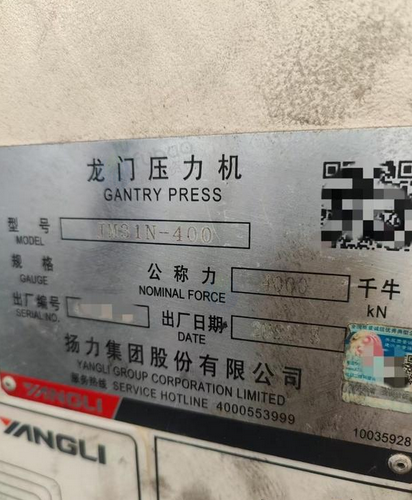 龙门压力机
GANTRY PRESS
型号
MODEL
规格
GAUGE
公称力 4000 千牛
NOMINAL FORCE kN
出厂编号 出厂日期
SERIAL NO. DATE
扬力集团股份有限公司
YANGLI GROUP CORPORATION LIMITED
服务热线 SERVICE HOTLINE 4000553999
YANGLI
10035928
YANGLI